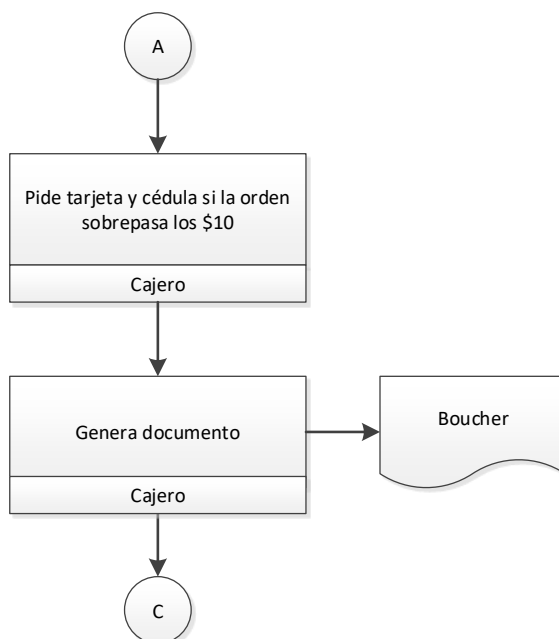 A
Pide tarjeta y cédula si la orden
sobrepasa los $10
Cajero
Genera documento
Boucher
Cajero
C